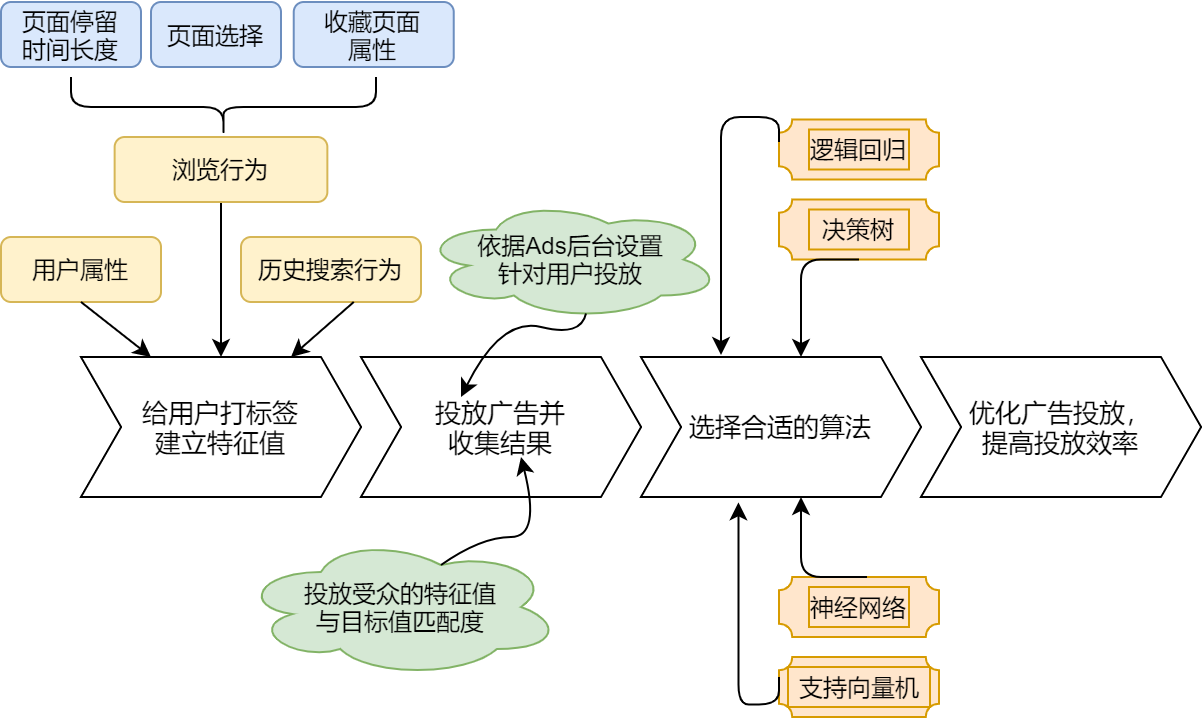 页面停留
时间长度
页面选择
收藏页面
属性
浏览行为
用户属性
历史搜索行为
依据Ads后台设置
针对用户投放
逻辑回归
决策树
给用户打标签
建立特征值
投放广告并
收集结果
选择合适的算法
优化广告投放，
提高投放效率
投放受众的特征值
与目标值匹配度
神经网络
支持向量机